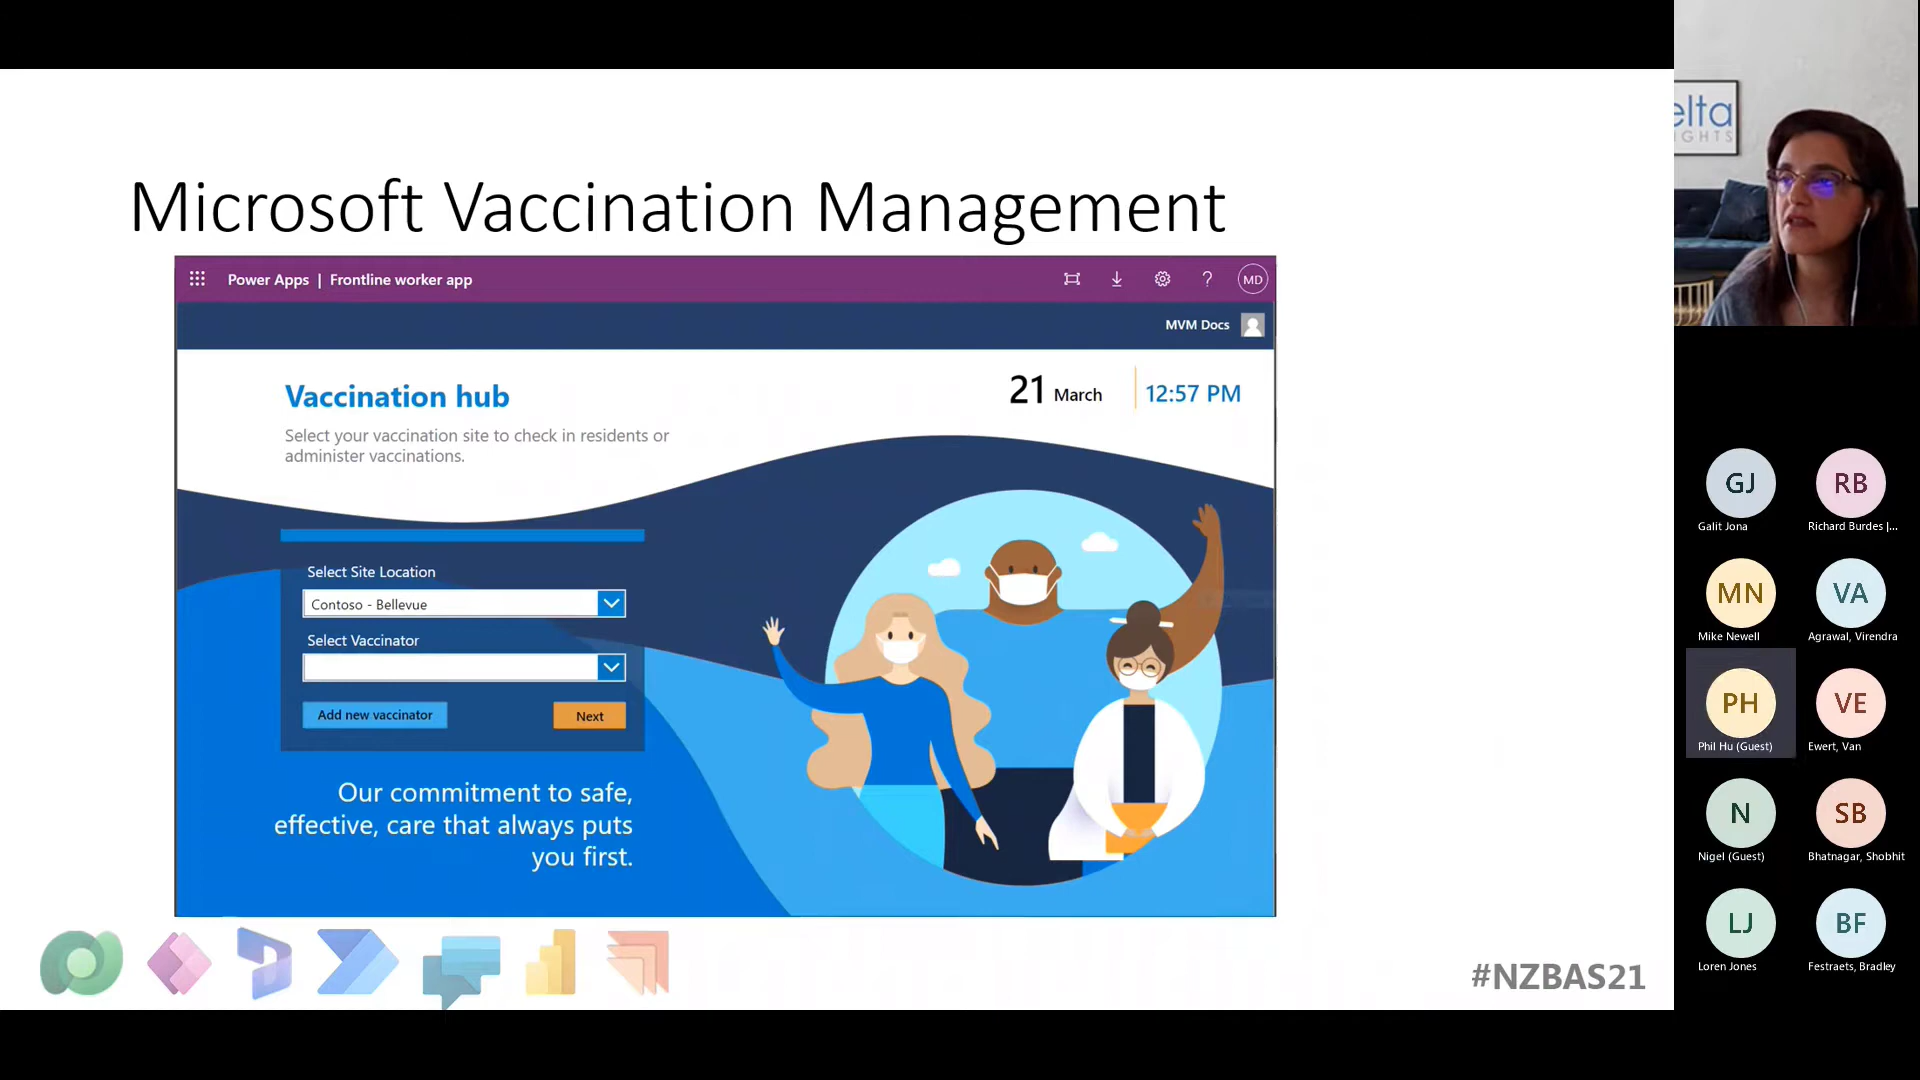 Microsoft Vaccination Management
Power Apps | Frontline worker app
? MD
MVM Docs
Vaccination hub
21 March 12:57 PM
Select your vaccination site to check in residents or
administer vaccinations.
Select Site Location
Contoso - Bellevue
Select Vaccinator
Add new vaccinator Next
Our commitment to safe,
effective, care that always puts
you first.
#NZBAS21
elta
IGHTS
GJ RB
Galit Jona Richard Burdes |...
MN VA
Mike Newell Agrawal, Virendra
PH VE
Phil Hu (Guest) Ewert, Van
N SB
Nigel (Guest) Bhatnagar, Shobhit
LJ BF
Loren Jones Festraets, Bradley